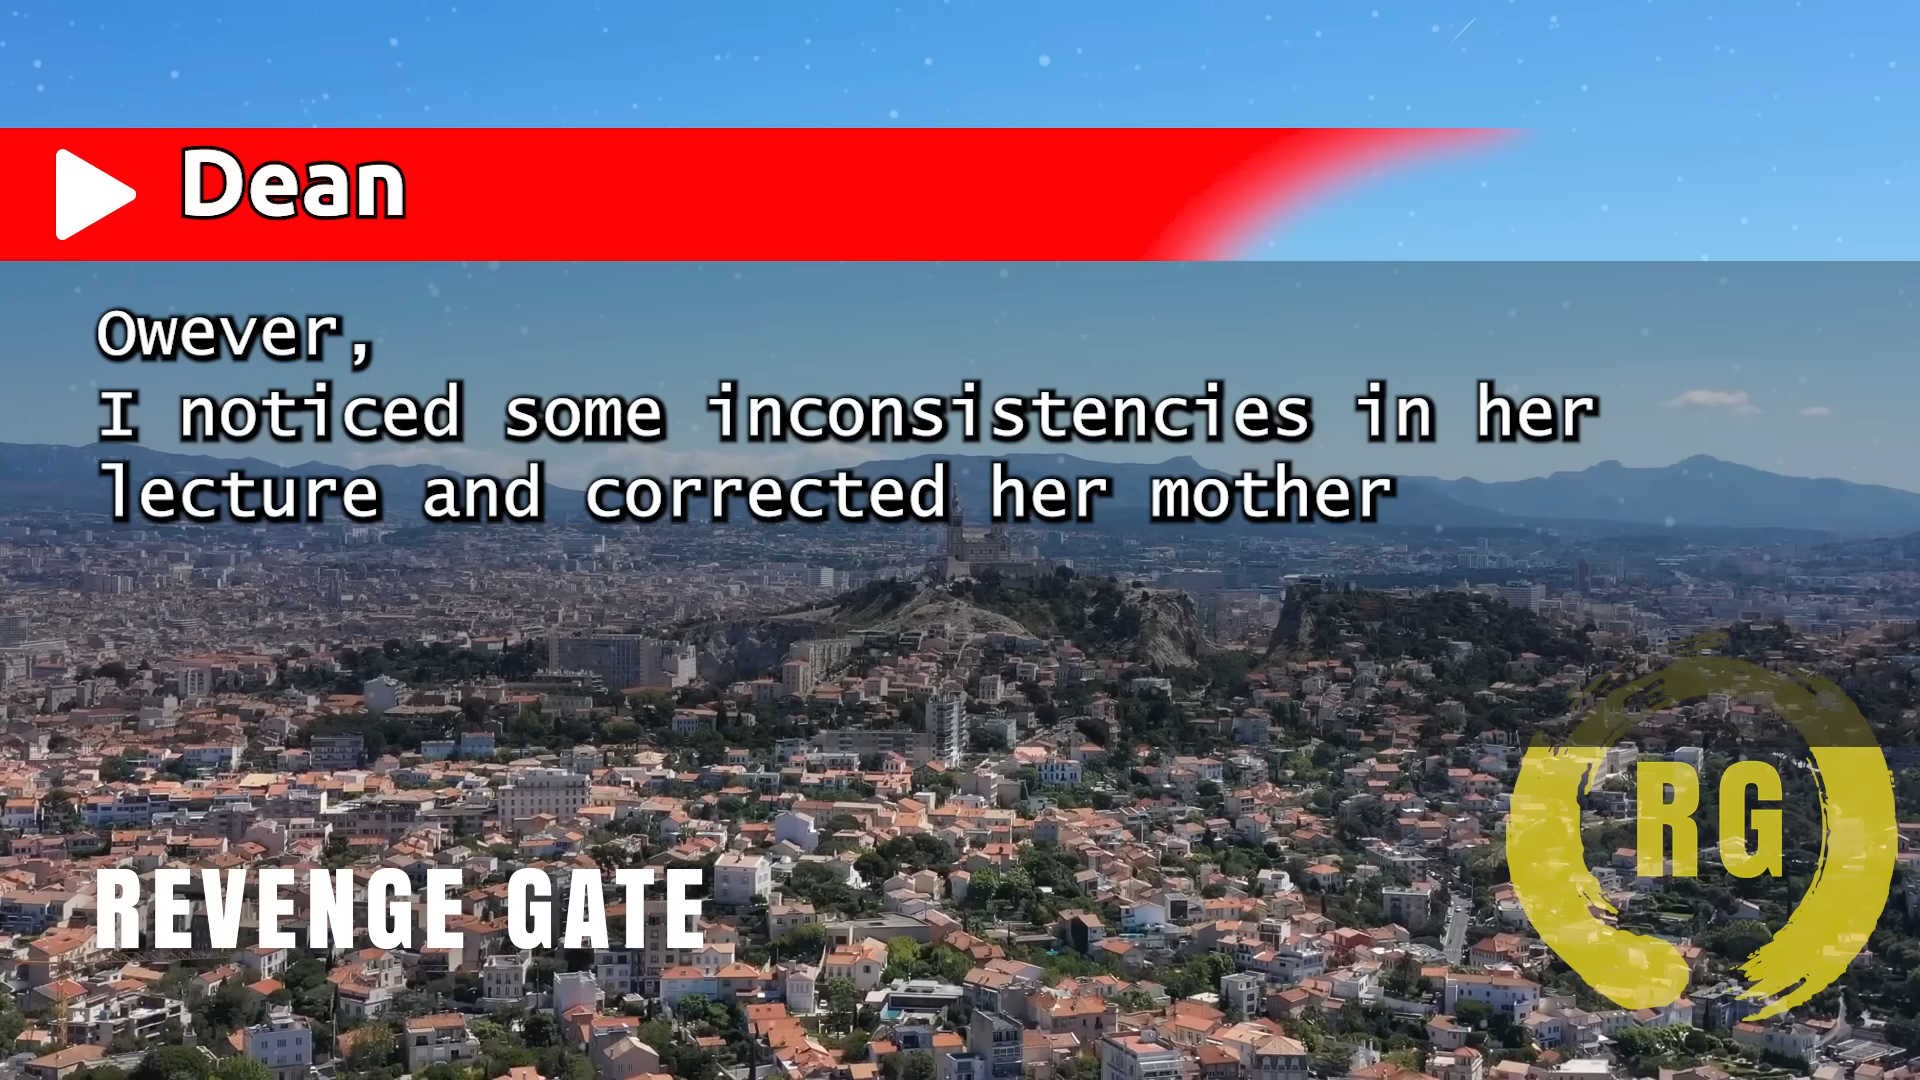 Dean
Owever,
I noticed some inconsistencies in her
lecture and corrected her mother
REVENGE GATE
RG